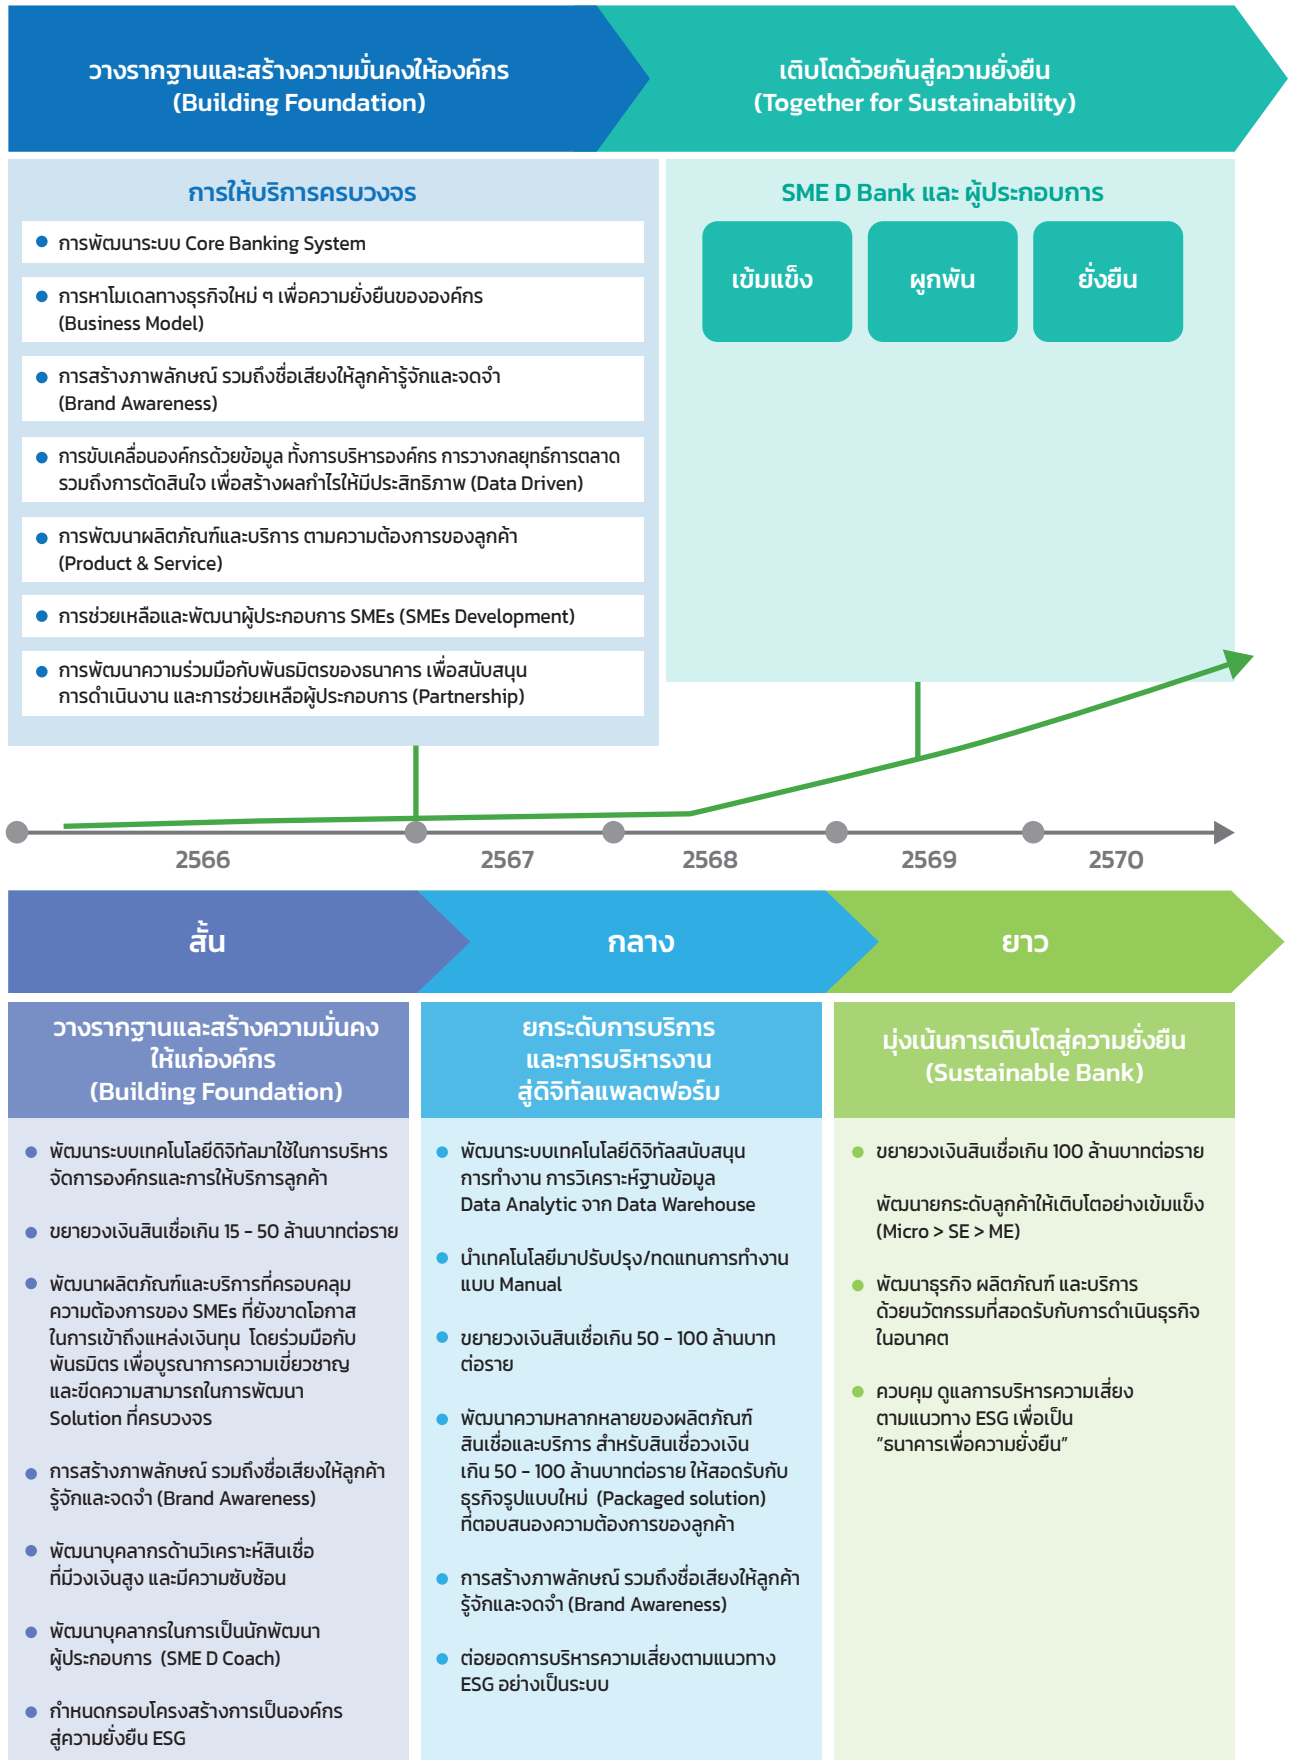 วางรากฐานและสร้างความมั่นคงให้องค์กร
(Building Foundation)
เติบโตด้วยกันสู่ความยั่งยืน
(Together for Sustainability)
การให้บริการครบวงจร
การพัฒนาระบบ Core Banking System
การหาโมเดลทางธุรกิจใหม่ ๆ เพื่อความยั่งยืนขององค์กร
(Business Model)
การสร้างภาพลักษณ์ รวมถึงชื่อเสียงให้ลูกค้ารู้จักและจดจำ
(Brand Awareness)
การขับเคลื่อนองค์กรด้วยข้อมูล ทั้งการบริหารองค์กร การวางกลยุทธ์การตลาด
รวมถึงการตัดสินใจ เพื่อสร้างผลกำไรให้มีประสิทธิภาพ (Data Driven)
การพัฒนาผลิตภัณฑ์และบริการ ตามความต้องการของลูกค้า
(Product & Service)
การช่วยเหลือและพัฒนาผู้ประกอบการ SMEs (SMEs Development)
การพัฒนาความร่วมมือกับพันธมิตรของธนาคาร เพื่อสนับสนุน
การดำเนินงาน และการช่วยเหลือผู้ประกอบการ (Partnership)
SME D Bank และ ผู้ประกอบการ
เข้มแข็ง
ผูกพัน
ยั่งยืน
2566
2567
2568
2569
2570
สั้น
กลาง
ยาว
วางรากฐานและสร้างความมั่นคง
ให้แก่องค์กร
(Building Foundation)
พัฒนาระบบเทคโนโลยีดิจิทัลมาใช้ในการบริหาร
จัดการองค์กรและการให้บริการลูกค้า
ขยายวงเงินสินเชื่อเกิน 15 - 50 ล้านบาทต่อราย
พัฒนาผลิตภัณฑ์และบริการที่ครอบคลุม
ความต้องการของ SMEs ที่ยังขาดโอกาส
ในการเข้าถึงแหล่งเงินทุน โดยร่วมมือกับ
พันธมิตร เพื่อบูรณาการความเขี่ยวชาญ
และขีดความสามารถในการพัฒนา
Solution ที่ครบวงจร
การสร้างภาพลักษณ์ รวมถึงชื่อเสียงให้ลูกค้า
รู้จักและจดจำ (Brand Awareness)
พัฒนาบุคลากรด้านวิเคราะห์สินเชื่อ
ที่มีวงเงินสูง และมีความซับซ้อน
พัฒนาบุคลากรในการเป็นนักพัฒนา
ผู้ประกอบการ (SME D Coach)
กำหนดกรอบโครงสร้างการเป็นองค์กร
สู่ความยั่งยืน ESG
ยกระดับการบริการ
และการบริหารงาน
สู่ดิจิทัลแพลตฟอร์ม
พัฒนาระบบเทคโนโลยีดิจิทัลสนับสนุน
การทำงาน การวิเคราะห์ฐานข้อมูล
Data Analytic จาก Data Warehouse
นำเทคโนโลยีมาปรับปรุง/ทดแทนการทำงาน
แบบ Manual
ขยายวงเงินสินเชื่อเกิน 50 - 100 ล้านบาท
ต่อราย
พัฒนาความหลากหลายของผลิตภัณฑ์
สินเชื่อและบริการ สำหรับสินเชื่อวงเงิน
เกิน 50 - 100 ล้านบาทต่อราย ให้สอดรับกับ
ธุรกิจรูปแบบใหม่ (Packaged solution)
ที่ตอบสนองความต้องการของลูกค้า
การสร้างภาพลักษณ์ รวมถึงชื่อเสียงให้ลูกค้า
รู้จักและจดจำ (Brand Awareness)
ต่อยอดการบริหารความเสี่ยงตามแนวทาง
ESG อย่างเป็นระบบ
มุ่งเน้นการเติบโตสู่ความยั่งยืน
(Sustainable Bank)
ขยายวงเงินสินเชื่อเกิน 100 ล้านบาทต่อราย
พัฒนายกระดับลูกค้าให้เติบโตอย่างเข้มแข็ง
(Micro > SE > ME)
พัฒนาธุรกิจ ผลิตภัณฑ์ และบริการ
ด้วยนวัตกรรมที่สอดรับกับการดำเนินธุรกิจ
ในอนาคต
ควบคุม ดูแลการบริหารความเสี่ยง
ตามแนวทาง ESG เพื่อเป็น
“ธนาคารเพื่อความยั่งยืน”